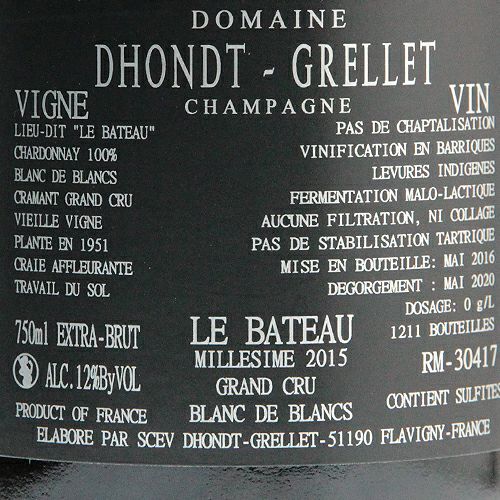 DOMAINE
DHONDT - GRELLET
CHAMPAGNE
VIGNE
LIEU-DIT "LE BATEAU"
CHARDONNAY 100%
BLANC DE BLANCS
CRAMANT GRAND CRU
VIEILLE VIGNE
PLANTE EN 1951
CRAIE AFFLEURANTE
TRAVAIL DU SOL
VIN
PAS DE CHAPTALISATION
VINIFICATION EN BARRIQUES
LEVURES INDIGENES
FERMENTATION MALO-LACTIQUE
AUCUNE FILTRATION, NI COLLAGE
PAS DE STABILISATION TARTRIQUE
MISE EN BOUTEILLE: MAI 2016
DEGORGEMENT : MAI 2020
DOSAGE: 0 g/L
1211 BOUTEILLES
750ml EXTRA-BRUT
ALC.12%ByVOL
PRODUCT OF FRANCE
LE BATEAU
MILLESIME 2015
GRAND CRU
BLANC DE BLANCS
RM-30417
CONTIENT SULFITES
ELABORE PAR SCEV DHONDT-GRELLET-51190 FLAVIGNY-FRANCE